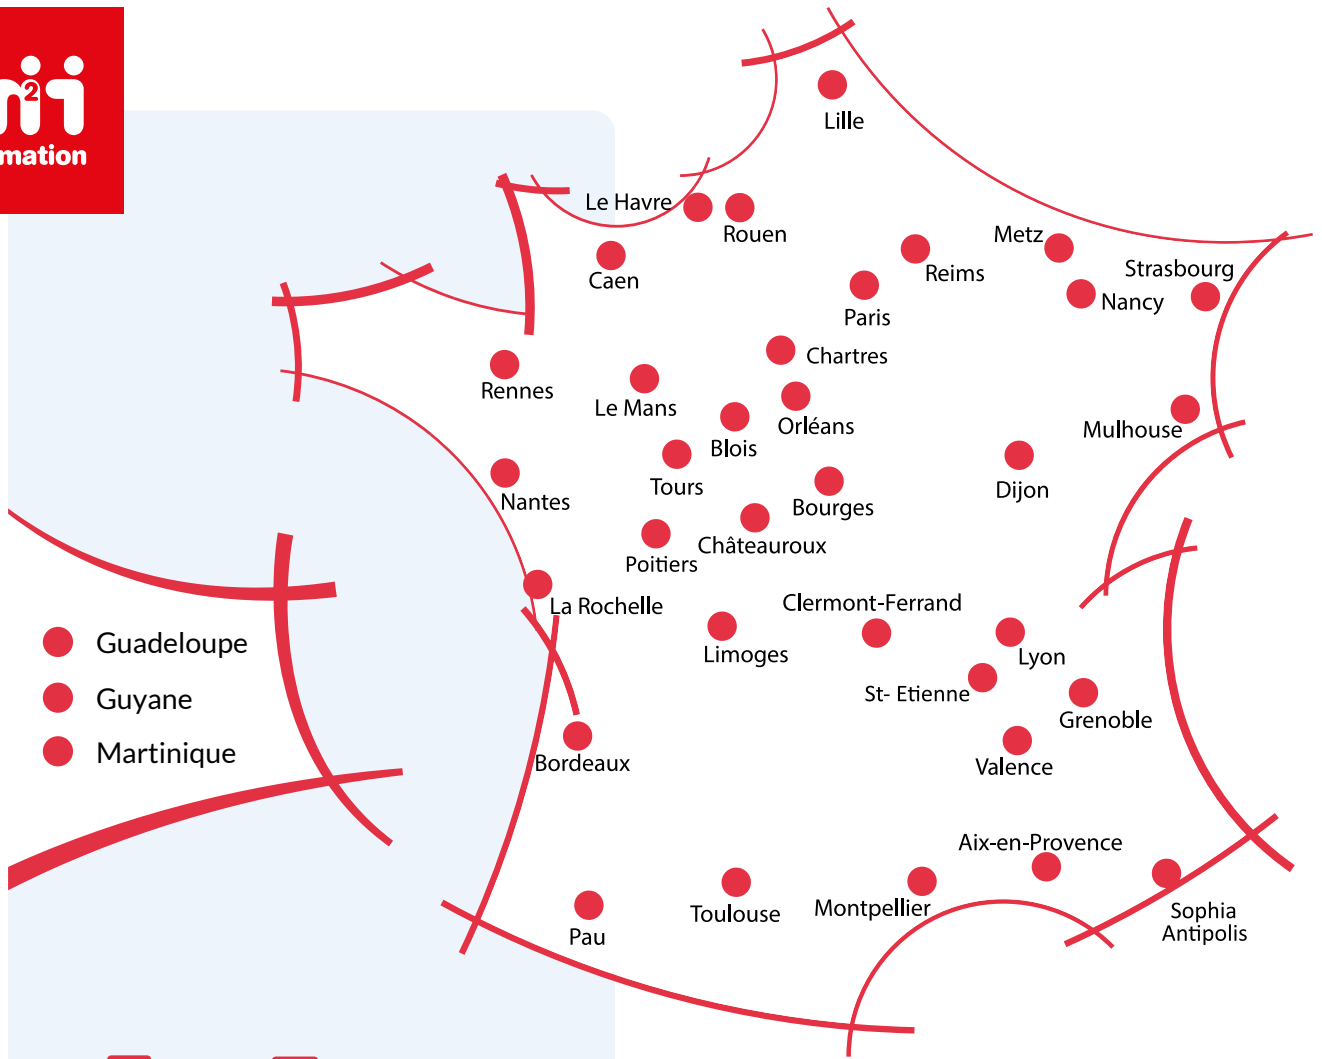 2
mation
Lille
Le Havre
Rouen
Metz
Caen
Reims
Strasbourg
Nancy
Paris
Chartres
Rennes
Le Mans
Orléans
Mulhouse
Blois
Tours
Dijon
Nantes
Bourges
Châteauroux
Poitiers
La Rochelle
Clermont-Ferrand
Guadeloupe
Limoges
Lyon
St- Etienne
Guyane
Grenoble
Martinique
Bordeaux
Valence
Aix-en-Provence
Montpellier
Toulouse
Sophia
Antipolis
Pau